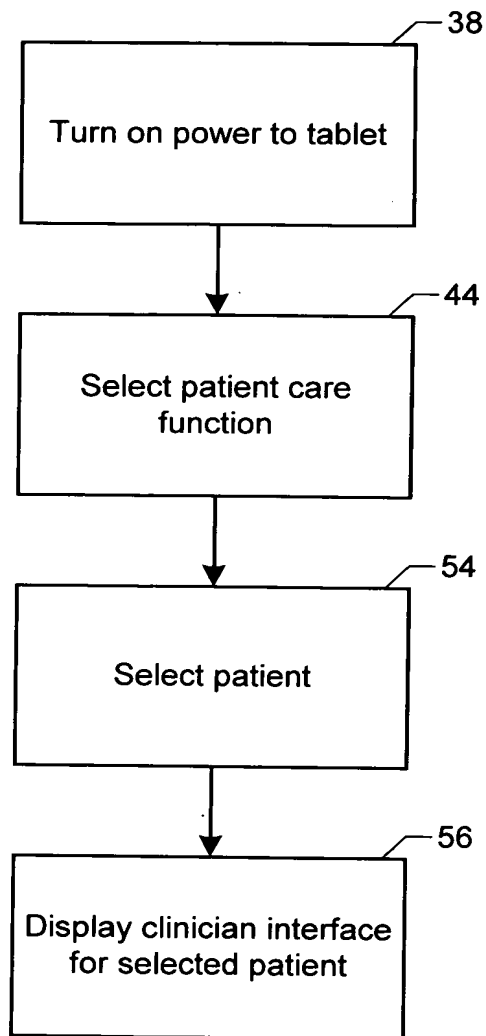 38
Turn on power to tablet
44
Select patient care
function
54
Select patient
56
Display clinician interface
for selected patient